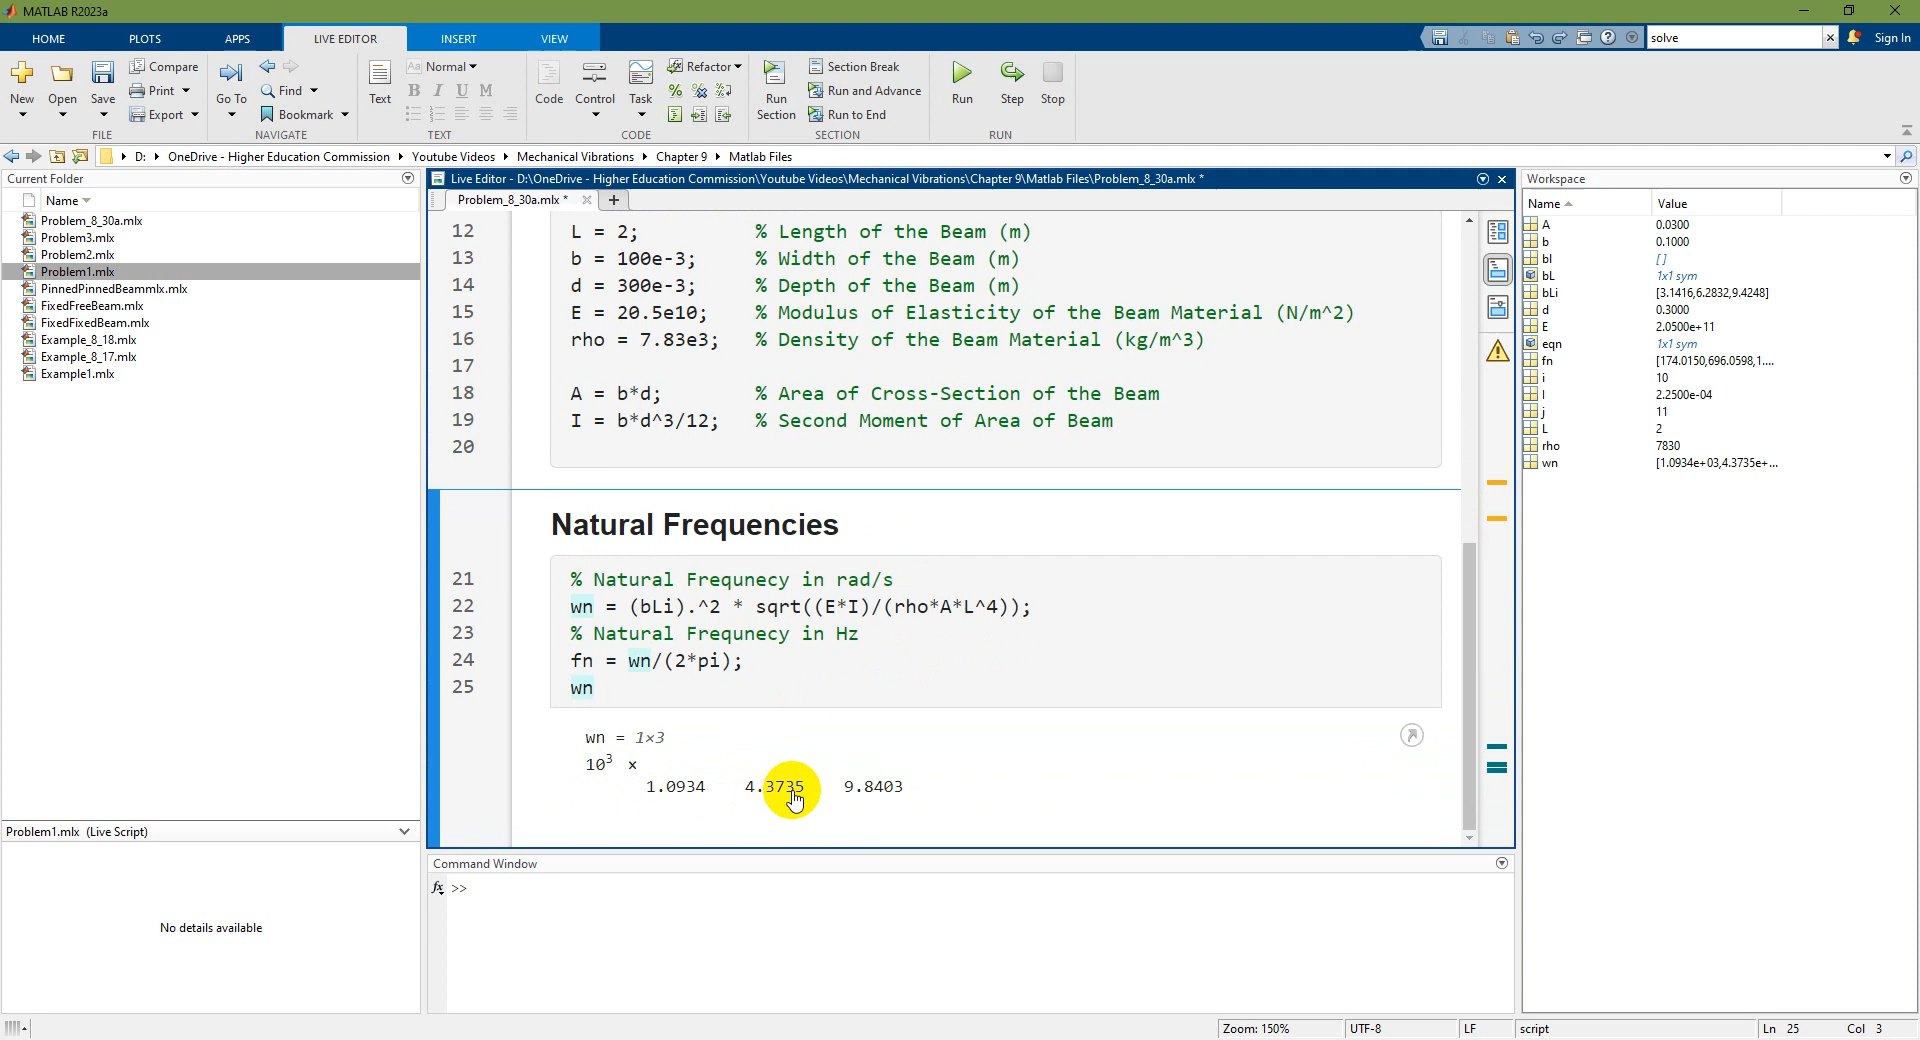 MATLAB R2023a
HOME PLOTS APPS LIVE EDITOR INSERT VIEW
solve
Sign In
New
Open
Save
Compare
Print
Export
FILE
Go To
Find
Bookmark
NAVIGATE
Text
Aa Normal
B I U M
TEXT
Code
Control
Task
Refactor
CODE
Run Section
Section Break
Run and Advance
Run to End
SECTION
Run
Step
Stop
RUN
D: OneDrive - Higher Education Commission Youtube Videos Mechanical Vibrations Chapter 9 Matlab Files
Current Folder
Name
Problem_8_30a.mlx
Problem3.mlx
Problem2.mlx
Problem1.mlx
PinnedPinnedBeammlx.mlx
FixedFreeBeam.mlx
FixedFixedBeam.mlx
Example_8_18.mlx
Example_8_17.mlx
Example1.mlx
Problem1.mlx (Live Script)
No details available
Live Editor - D:\OneDrive - Higher Education Commission\Youtube Videos\Mechanical Vibrations\Chapter 9\Matlab Files\Problem_8_30a.mlx *
Problem_8_30a.mlx *
12 L = 2; % Length of the Beam (m)
13 b = 100e-3; % Width of the Beam (m)
14 d = 300e-3; % Depth of the Beam (m)
15 E = 20.5e10; % Modulus of Elasticity of the Beam Material (N/m^2)
16 rho = 7.83e3; % Density of the Beam Material (kg/m^3)
17
18 A = b*d; % Area of Cross-Section of the Beam
19 I = b*d^3/12; % Second Moment of Area of Beam
20
Natural Frequencies
21 % Natural Frequnecy in rad/s
22 wn = (bLi).^2 * sqrt((E*I)/(rho*A*L^4));
23 % Natural Frequnecy in Hz
24 fn = wn/(2*pi);
25 wn
wn = 1×3
10³ ×
1.0934 4.3735 9.8403
Command Window
fx >>
Workspace
Name Value
A 0.0300
b 0.1000
bl []
bL 1x1 sym
bLi [3.1416,6.2832,9.4248]
d 0.3000
E 2.0500e+11
eqn 1x1 sym
fn [174.0150,696.0598,1....
i 10
I 2.2500e-04
j 11
L 2
rho 7830
wn [1.0934e+03,4.3735e+...
Zoom: 150% UTF-8 LF script Ln 25 Col 3